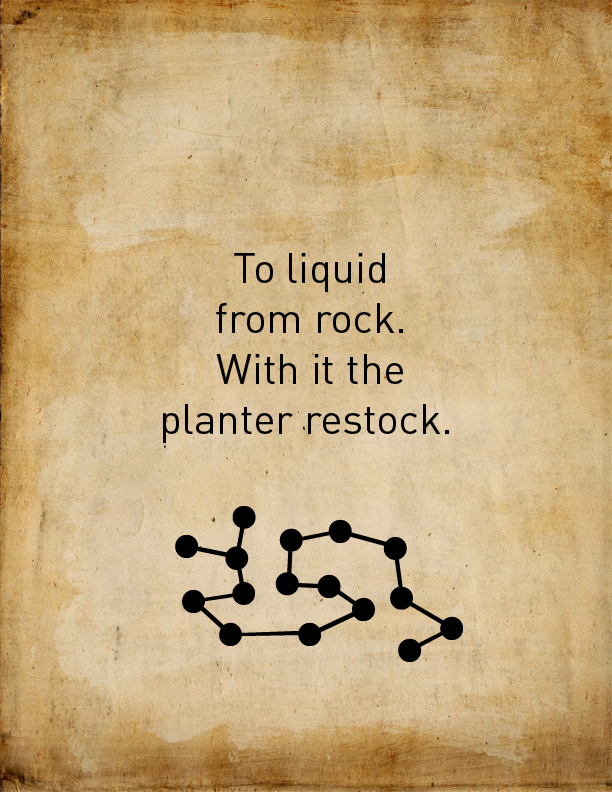 To liquid
from rock.
With it the
planter restock.